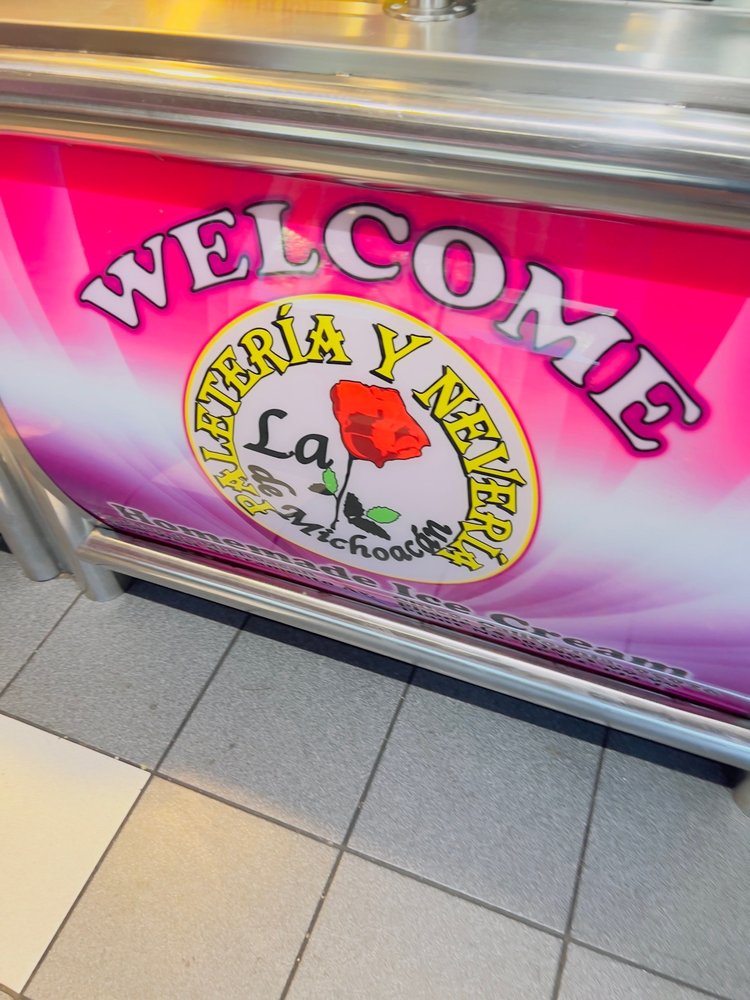 WELCOME
PALETERÍA Y NEVERÍA
La
de Michoacán
Homemade Ice Cream